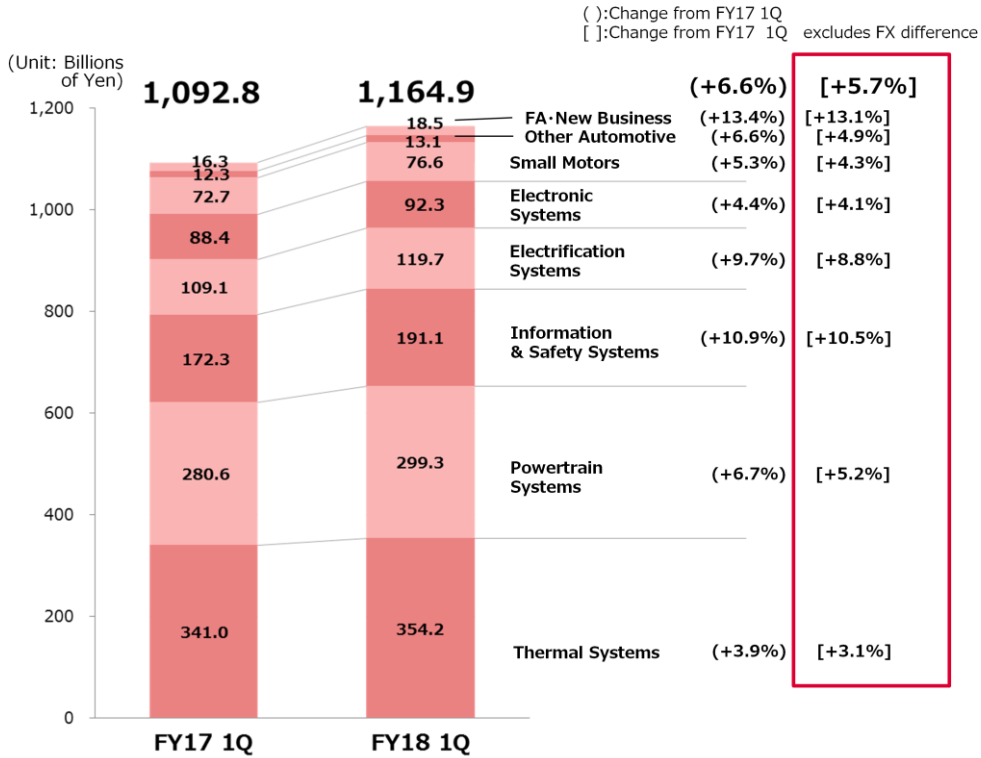 ( ):Change from FY17 1Q
[ ]:Change from FY17 1Q excludes FX difference
(Unit: Billions
of Yen)
1,092.8
1,164.9
(+6.6%)
[+5.7%]
1,200
1,000
800
600
400
200
0
16.3
12.3
72.7
88.4
109.1
172.3
280.6
341.0
18.5
13.1
76.6
92.3
119.7
191.1
299.3
354.2
FA·New Business (+13.4%) [+13.1%]
Other Automotive (+6.6%) [+4.9%]
Small Motors (+5.3%) [+4.3%]
Electronic
Systems
(+4.4%) [+4.1%]
Electrification
Systems
(+9.7%) [+8.8%]
Information
& Safety Systems
(+10.9%) [+10.5%]
Powertrain
Systems
(+6.7%) [+5.2%]
Thermal Systems (+3.9%) [+3.1%]
FY17 1Q
FY18 1Q